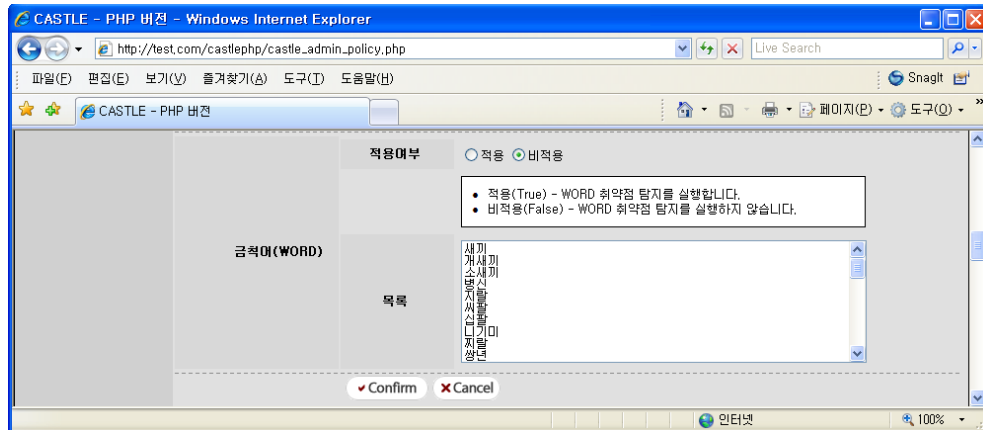 CASTLE - PHP 버전 - Windows Internet Explorer
http://test.com/castlephp/castle_admin_policy.php
Live Search
파일(F) 편집(E) 보기(V) 즐겨찾기(A) 도구(T) 도움말(H)
SnagIt
CASTLE - PHP 버전
페이지(P)
도구(O)
적용여부
적용 비적용
적용(True) - WORD 취약점 탐지를 실행합니다.
비적용(False) - WORD 취약점 탐지를 실행하지 않습니다.
금칙어(WORD)
목록
새끼
개새끼
소새끼
병신
지랄
씨팔
십팔
니기미
찌랄
쌍년
Confirm Cancel
인터넷
100%